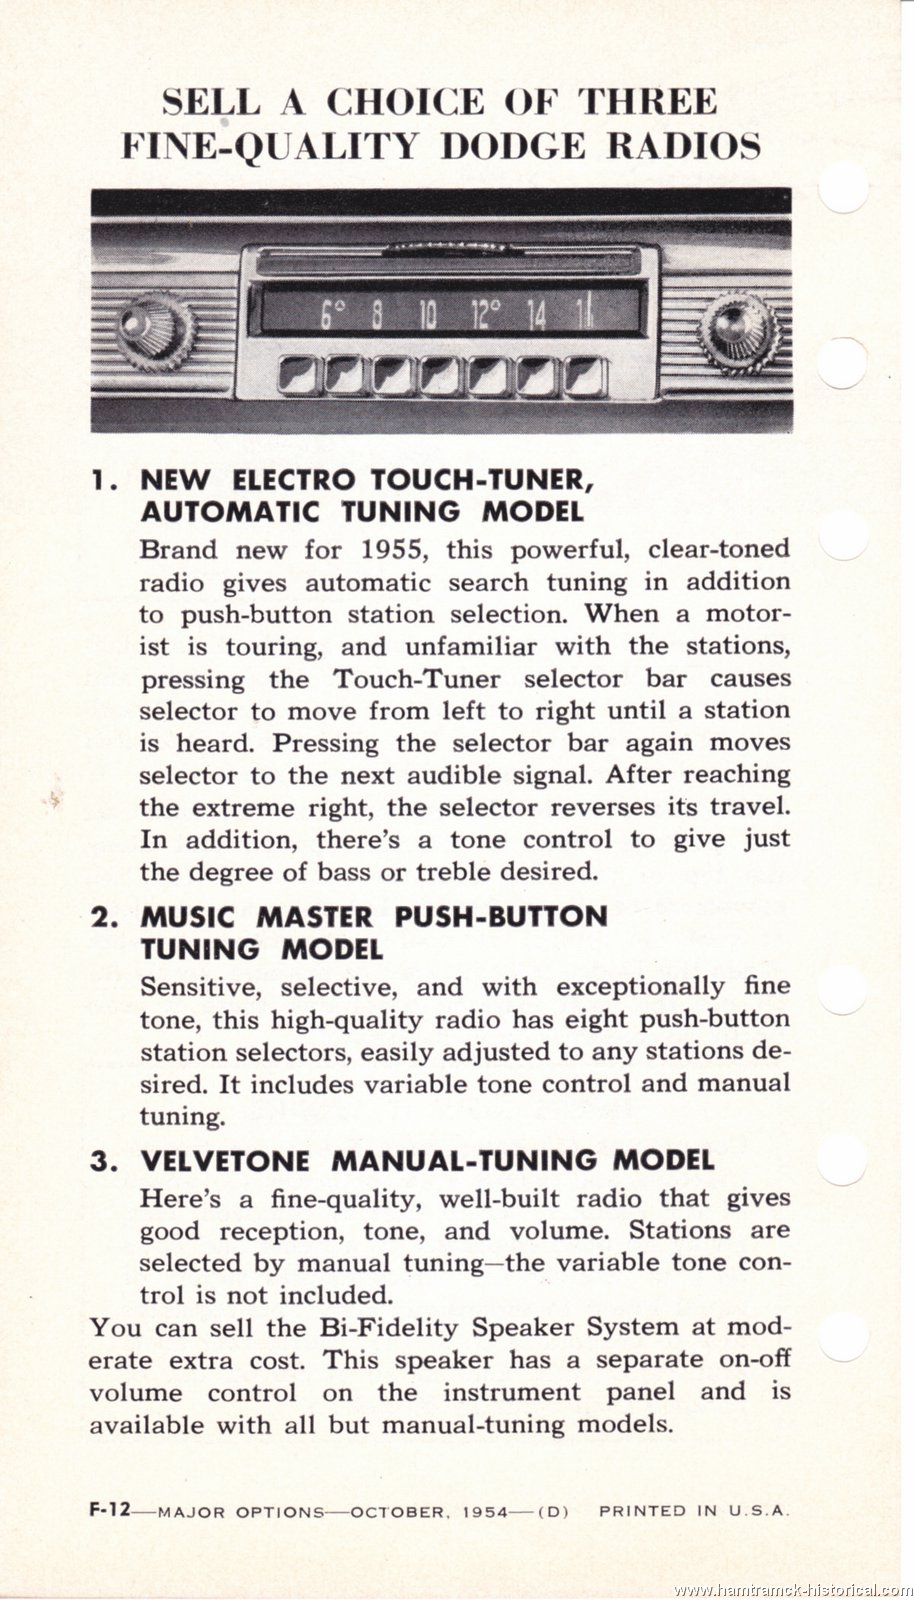 SELL A CHOICE OF THREE
FINE-QUALITY DODGE RADIOS
6 8 10 12 14 16
1. NEW ELECTRO TOUCH-TUNER,
AUTOMATIC TUNING MODEL
Brand new for 1955, this powerful, clear-toned
radio gives automatic search tuning in addition
to push-button station selection. When a motor-
ist is touring, and unfamiliar with the stations,
pressing the Touch-Tuner selector bar causes
selector to move from left to right until a station
is heard. Pressing the selector bar again moves
selector to the next audible signal. After reaching
the extreme right, the selector reverses its travel.
In addition, there's a tone control to give just
the degree of bass or treble desired.
2. MUSIC MASTER PUSH-BUTTON
TUNING MODEL
Sensitive, selective, and with exceptionally fine
tone, this high-quality radio has eight push-button
station selectors, easily adjusted to any stations de-
sired. It includes variable tone control and manual
tuning.
3. VELVETONE MANUAL-TUNING MODEL
Here's a fine-quality, well-built radio that gives
good reception, tone, and volume. Stations are
selected by manual tuning—the variable tone con-
trol is not included.
You can sell the Bi-Fidelity Speaker System at mod-
erate extra cost. This speaker has a separate on-off
volume control on the instrument panel and is
available with all but manual-tuning models.
F-12—MAJOR OPTIONS—OCTOBER, 1954—(D) PRINTED IN U.S.A.
www.hamtramck-historical.com